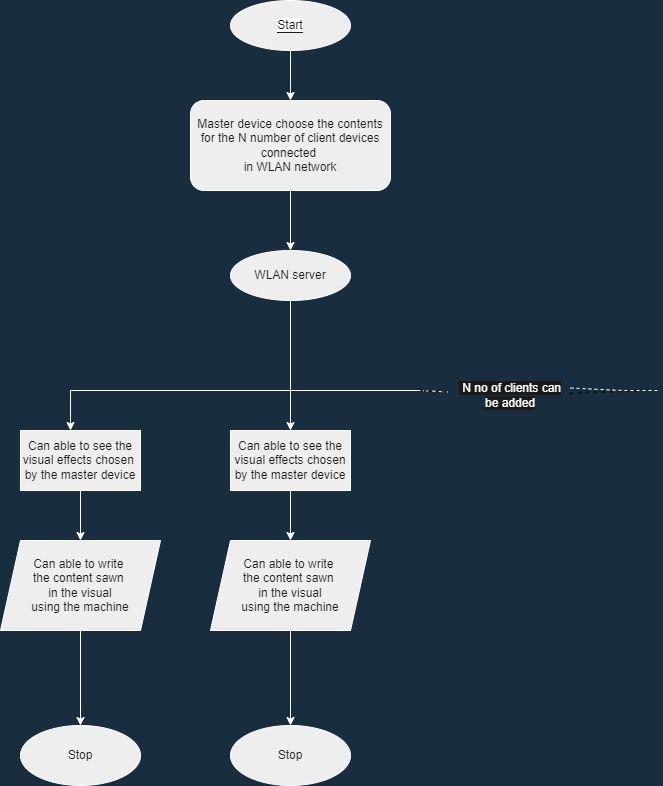 Start
Master device choose the contents
for the N number of client devices
connected
in WLAN network
WLAN server
N no of clients can
be added
Can able to see the
visual effects chosen
by the master device
Can able to see the
visual effects chosen
by the master device
Can able to write
the content sawn
in the visual
using the machine
Can able to write
the content sawn
in the visual
using the machine
Stop
Stop